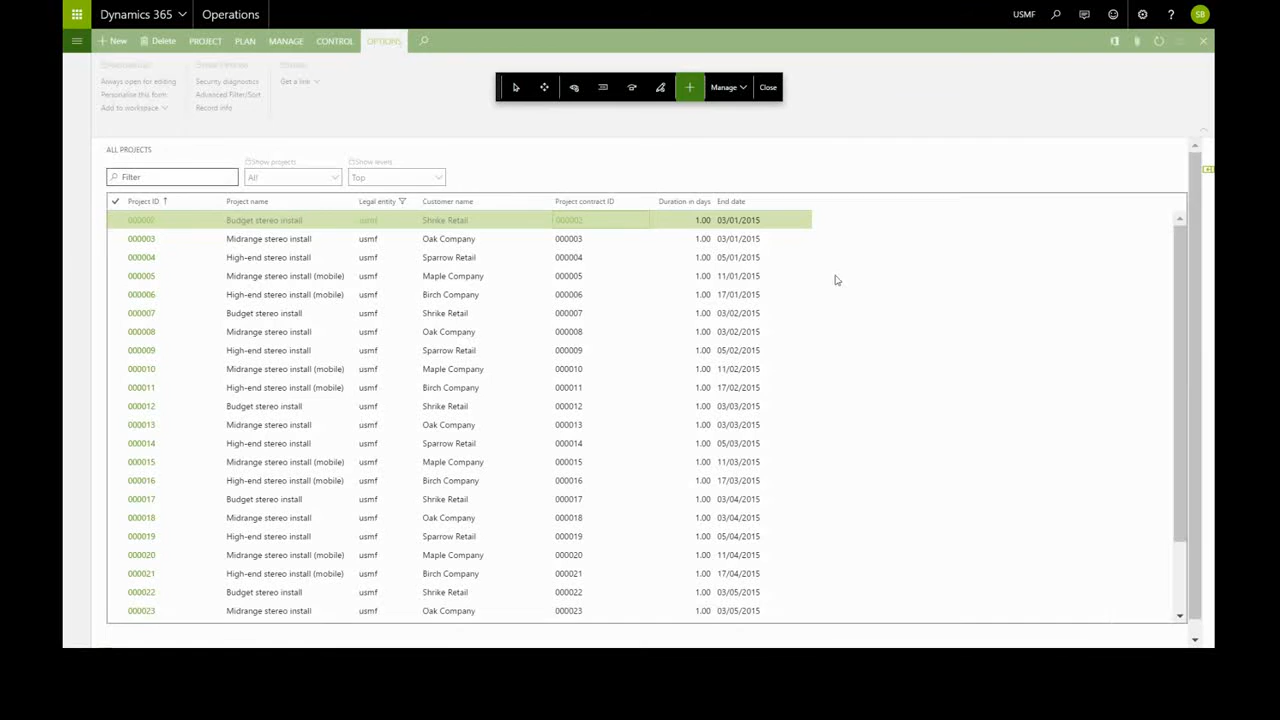 Dynamics 365 Operations USMF ? SB
New Delete PROJECT PLAN MANAGE CONTROL OPTIONS
Always open for editing Security diagnostics Get a link
Personalise this form Advanced Filter/Sort
Add to workspace Record info
Manage Close
ALL PROJECTS
Show projects Show levels
Filter All Top
Project ID Project name Legal entity Customer name Project contract ID Duration in days End date
000002 Budget stereo install usmf Shrike Retail 000002 1.00 03/01/2015
000003 Midrange stereo install usmf Oak Company 000003 1.00 03/01/2015
000004 High-end stereo install usmf Sparrow Retail 000004 1.00 05/01/2015
000005 Midrange stereo install (mobile) usmf Maple Company 000005 1.00 11/01/2015
000006 High-end stereo install (mobile) usmf Birch Company 000006 1.00 17/01/2015
000007 Budget stereo install usmf Shrike Retail 000007 1.00 03/02/2015
000008 Midrange stereo install usmf Oak Company 000008 1.00 03/02/2015
000009 High-end stereo install usmf Sparrow Retail 000009 1.00 05/02/2015
000010 Midrange stereo install (mobile) usmf Maple Company 000010 1.00 11/02/2015
000011 High-end stereo install (mobile) usmf Birch Company 000011 1.00 17/02/2015
000012 Budget stereo install usmf Shrike Retail 000012 1.00 03/03/2015
000013 Midrange stereo install usmf Oak Company 000013 1.00 03/03/2015
000014 High-end stereo install usmf Sparrow Retail 000014 1.00 05/03/2015
000015 Midrange stereo install (mobile) usmf Maple Company 000015 1.00 11/03/2015
000016 High-end stereo install (mobile) usmf Birch Company 000016 1.00 17/03/2015
000017 Budget stereo install usmf Shrike Retail 000017 1.00 03/04/2015
000018 Midrange stereo install usmf Oak Company 000018 1.00 03/04/2015
000019 High-end stereo install usmf Sparrow Retail 000019 1.00 05/04/2015
000020 Midrange stereo install (mobile) usmf Maple Company 000020 1.00 11/04/2015
000021 High-end stereo install (mobile) usmf Birch Company 000021 1.00 17/04/2015
000022 Budget stereo install usmf Shrike Retail 000022 1.00 03/05/2015
000023 Midrange stereo install usmf Oak Company 000023 1.00 03/05/2015